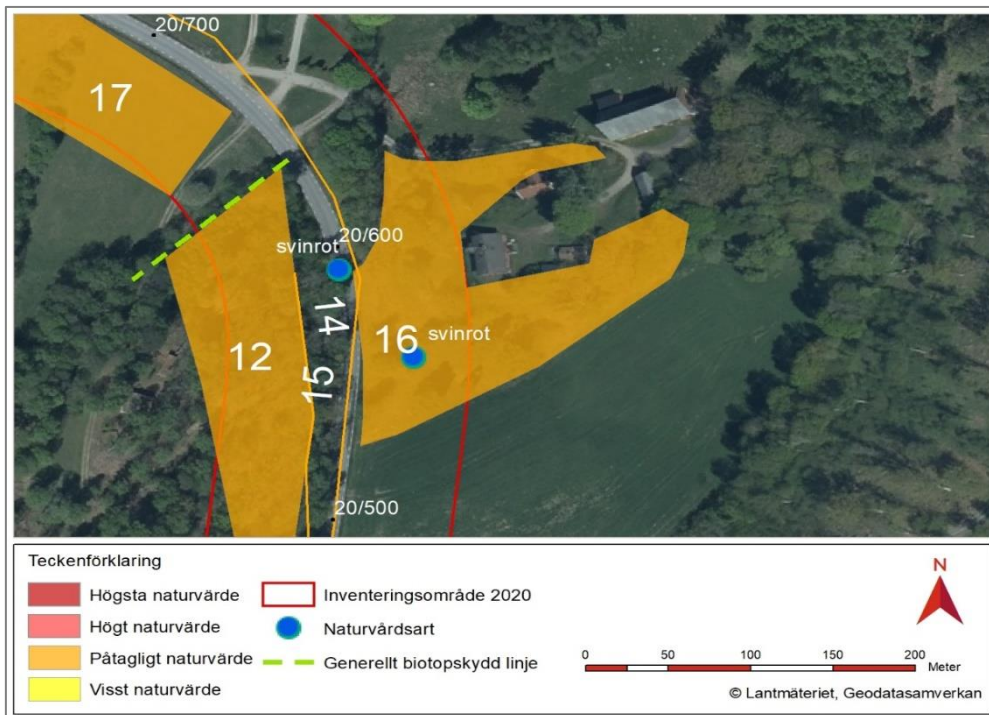 20/700
17
svinrot
20/600
14
16
svinrot
12
15
20/500
Teckenförklaring
Högsta naturvärde
Högt naturvärde
Påtagligt naturvärde
Visst naturvärde
Inventeringsområde 2020
Naturvårdsart
Generellt biotopskydd linje
N
0 50 100 150 200
Meter
© Lantmäteriet, Geodatasamverkan